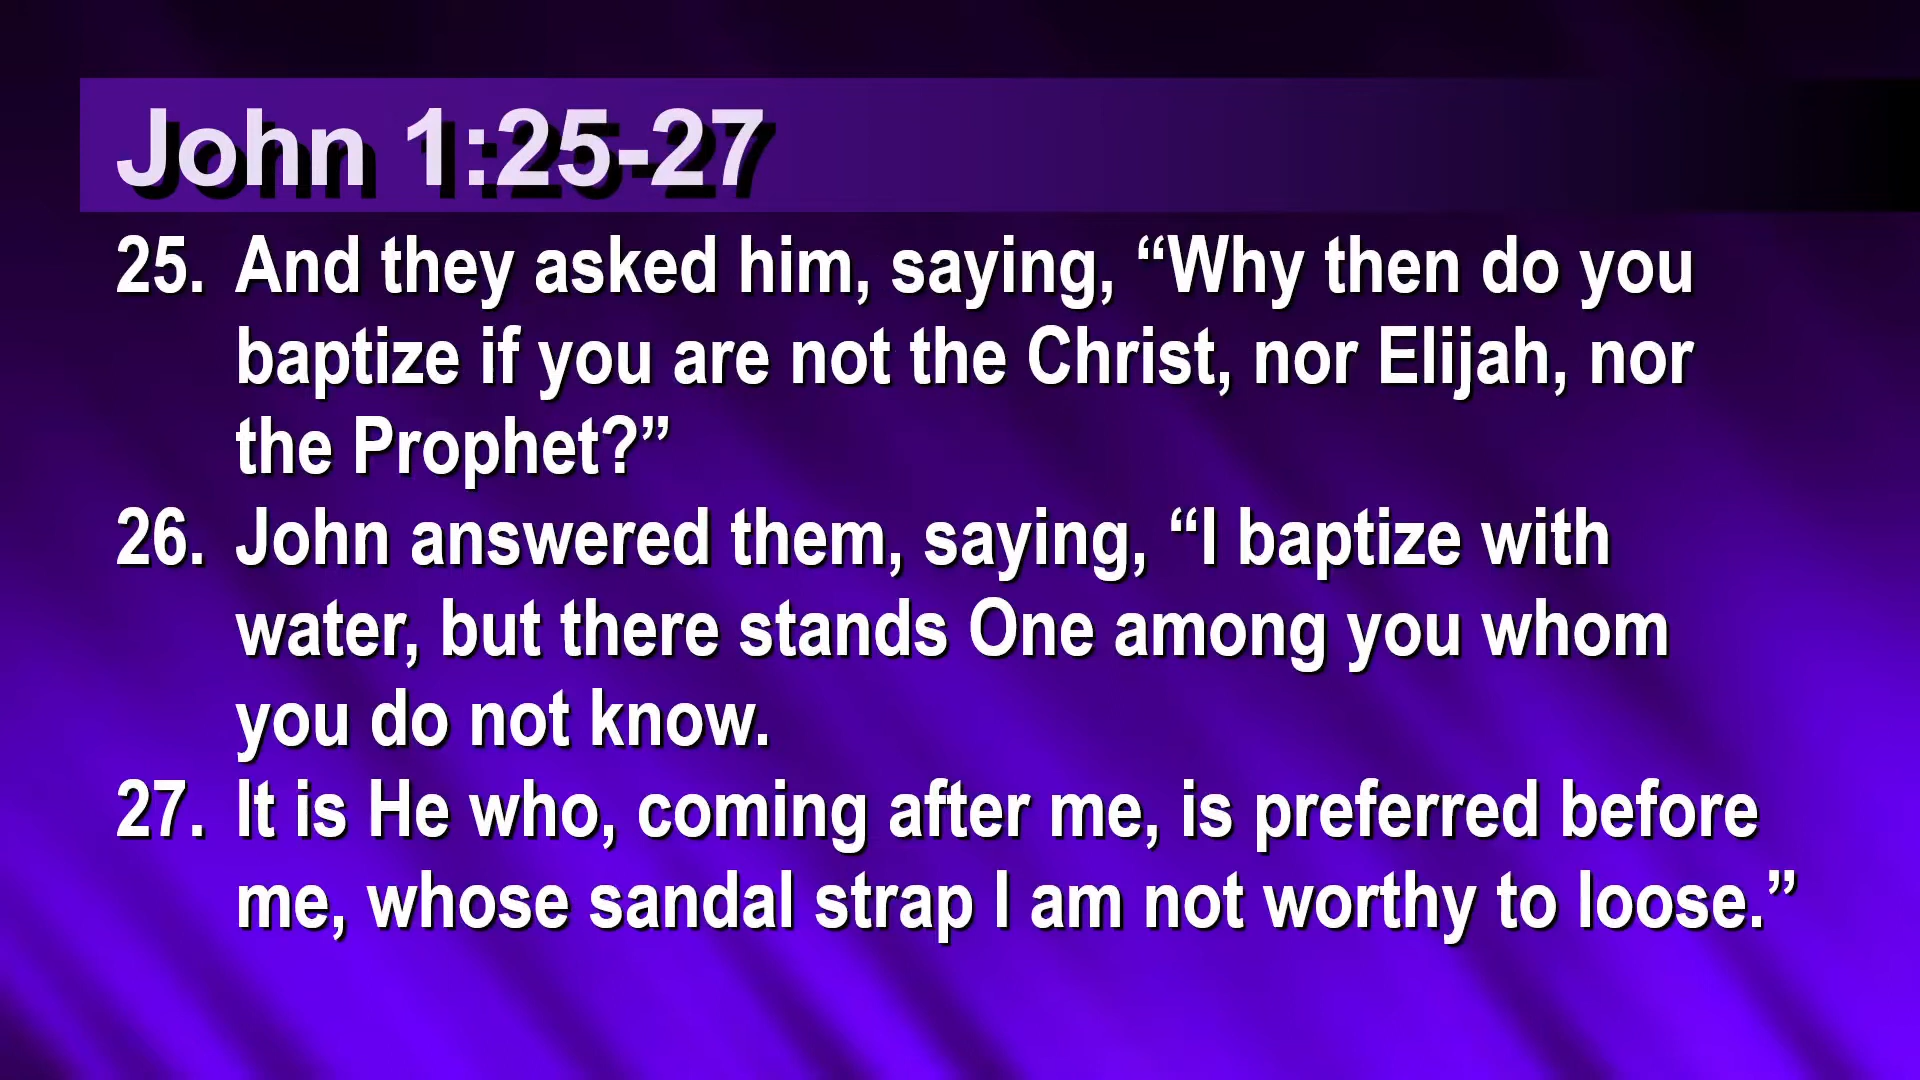 John 1:25-27
25. And they asked him, saying, “Why then do you
baptize if you are not the Christ, nor Elijah, nor
the Prophet?”
26. John answered them, saying, “I baptize with
water, but there stands One among you whom
you do not know.
27. It is He who, coming after me, is preferred before
me, whose sandal strap I am not worthy to loose.”